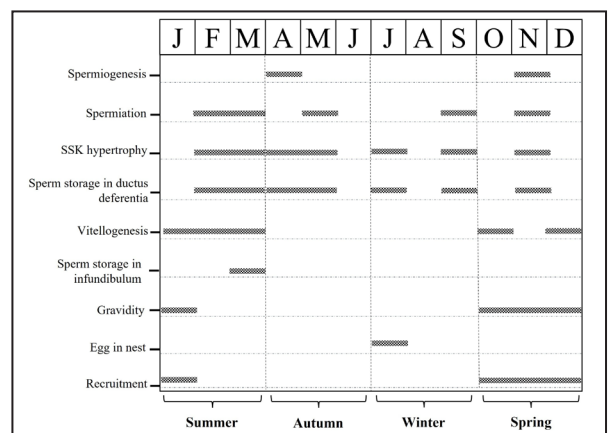 J F M A M J J A S O N D
Spermiogenesis
Spermiation
SSK hypertrophy
Sperm storage in ductus
deferentia
Vitellogenesis
Sperm storage in
infundibulum
Gravidity
Egg in nest
Recruitment
Summer Autumn Winter Spring